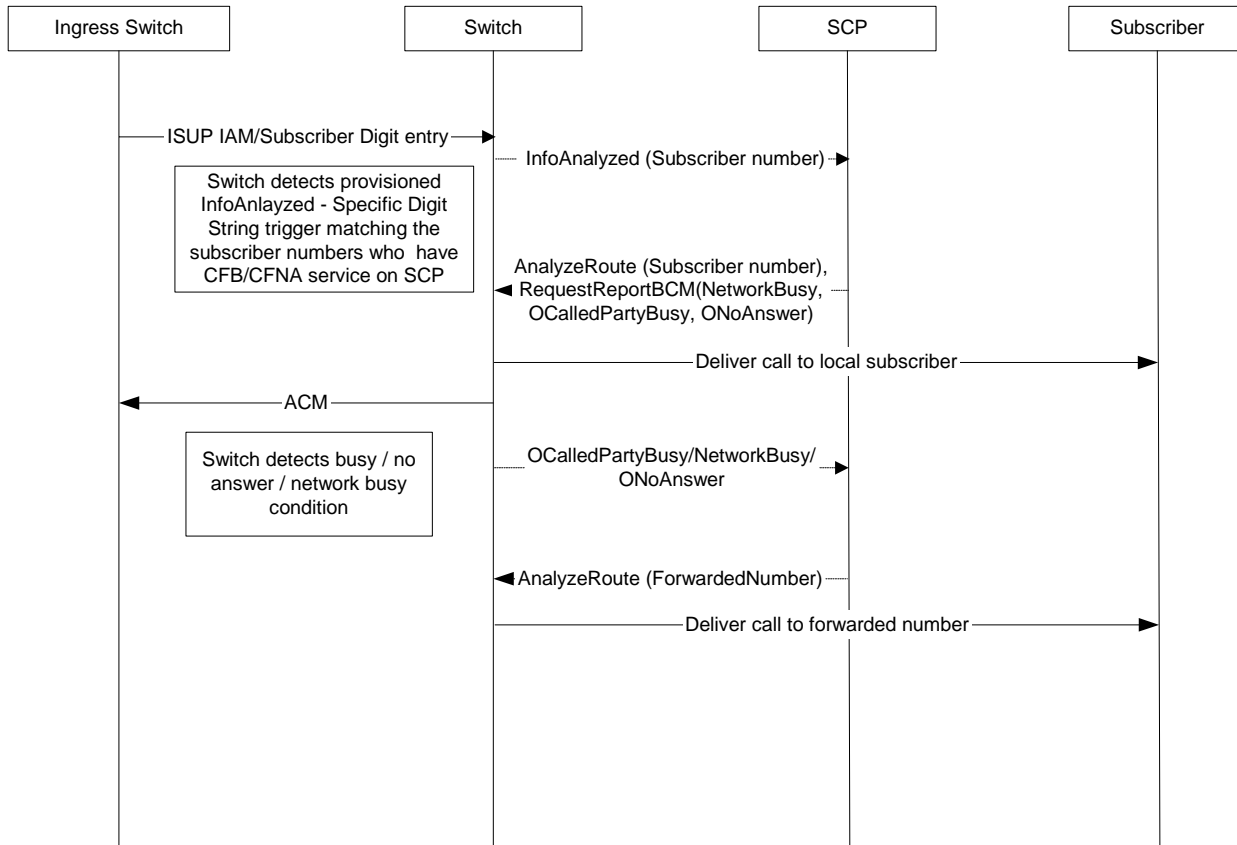 Ingress Switch
Switch
SCP
Subscriber
ISUP IAM/Subscriber Digit entry
InfoAnalyzed (Subscriber number)
Switch detects provisioned
InfoAnlayzed - Specific Digit
String trigger matching the
subscriber numbers who have
CFB/CFNA service on SCP
AnalyzeRoute (Subscriber number),
RequestReportBCM(NetworkBusy,
OCalledPartyBusy, ONoAnswer)
Deliver call to local subscriber
ACM
Switch detects busy / no
answer / network busy
condition
OCalledPartyBusy/NetworkBusy/
ONoAnswer
AnalyzeRoute (ForwardedNumber)
Deliver call to forwarded number